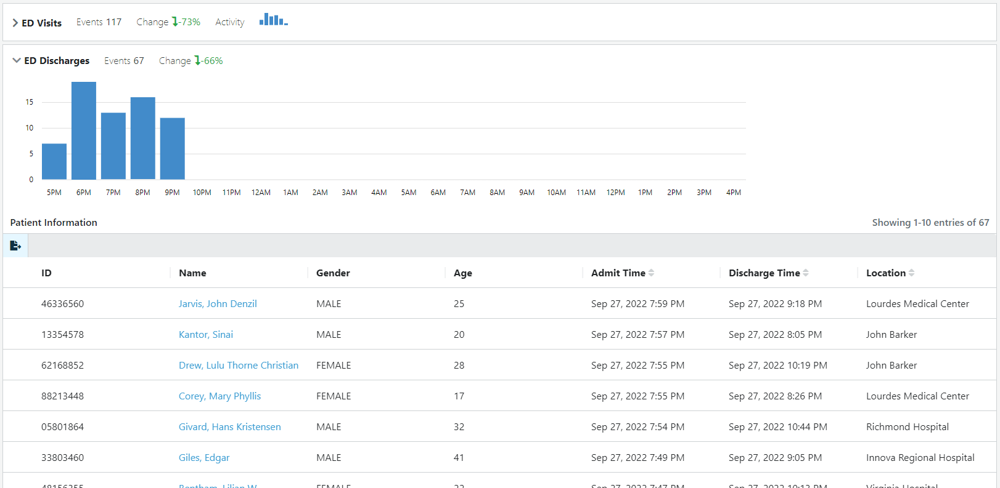 ED Visits Events 117 Change -73% Activity
ED Discharges Events 67 Change -66%
15
10
5
0
5PM 6PM 7PM 8PM 9PM 10PM 11PM 12AM 1AM 2AM 3AM 4AM 5AM 6AM 7AM 8AM 9AM 10AM 11AM 12PM 1PM 2PM 3PM 4PM
Patient Information Showing 1-10 entries of 67
ID Name Gender Age Admit Time Discharge Time Location
46336560 Jarvis, John Denzil MALE 25 Sep 27, 2022 7:59 PM Sep 27, 2022 9:18 PM Lourdes Medical Center
13354578 Kantor, Sinai MALE 20 Sep 27, 2022 7:57 PM Sep 27, 2022 8:05 PM John Barker
62168852 Drew, Lulu Thorne Christian FEMALE 28 Sep 27, 2022 7:55 PM Sep 27, 2022 10:19 PM John Barker
88213448 Corey, Mary Phyllis FEMALE 17 Sep 27, 2022 7:55 PM Sep 27, 2022 8:26 PM Lourdes Medical Center
05801864 Givard, Hans Kristensen MALE 32 Sep 27, 2022 7:54 PM Sep 27, 2022 10:44 PM Richmond Hospital
33803460 Giles, Edgar MALE 41 Sep 27, 2022 7:49 PM Sep 27, 2022 9:05 PM Innova Regional Hospital
Bentham, Lilian W FEMALE Sep 27, 2022 7:47 PM Sep 27, 2022 Virginia Hospital